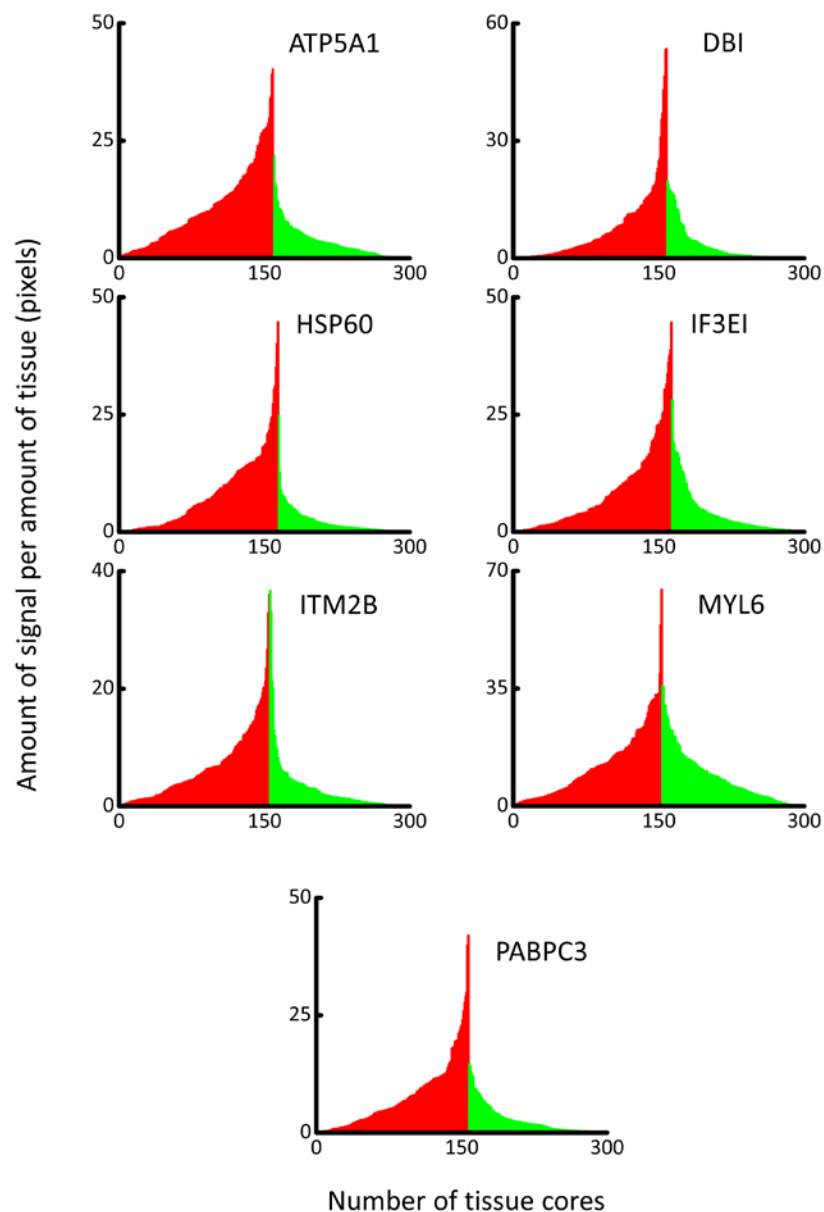 Amount of signal per amount of tissue (pixels)
50
ATP5A1
25
0
0 150 300
60
DBI
30
0
0 150 300
50
HSP60
25
0
0 150 300
50
IF3EI
25
0
0 150 300
40
ITM2B
20
0
0 150 300
70
MYL6
35
0
0 150 300
50
PABPC3
25
0
0 150 300
Number of tissue cores